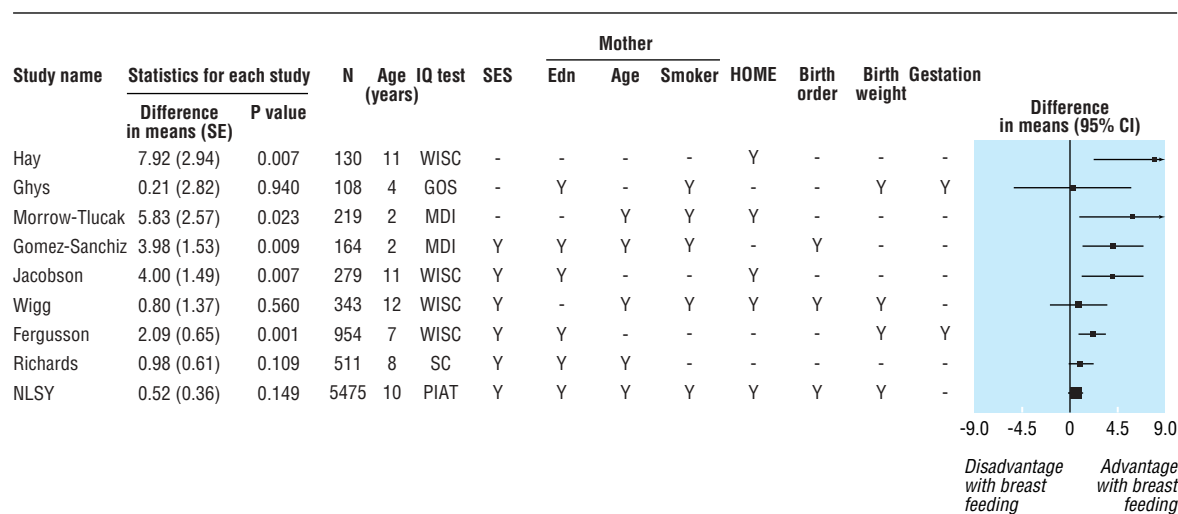 Mother
Study name Statistics for each study N Age (years) IQ test SES Edn Age Smoker HOME Birth order Birth weight Gestation
Difference in means (SE) P value
Difference in means (95% CI)
Hay 7.92 (2.94) 0.007 130 11 WISC - - - - Y - - -
Ghys 0.21 (2.82) 0.940 108 4 GOS - Y - Y - - Y Y
Morrow-Tlucak 5.83 (2.57) 0.023 219 2 MDI - - Y Y Y - - -
Gomez-Sanchiz 3.98 (1.53) 0.009 164 2 MDI Y Y Y Y - Y - -
Jacobson 4.00 (1.49) 0.007 279 11 WISC Y Y - - Y - - -
Wigg 0.80 (1.37) 0.560 343 12 WISC Y - Y Y Y Y Y -
Fergusson 2.09 (0.65) 0.001 954 7 WISC Y Y - - - - Y Y
Richards 0.98 (0.61) 0.109 511 8 SC Y Y Y - - - - -
NLSY 0.52 (0.36) 0.149 5475 10 PIAT Y Y Y Y Y Y Y -
-9.0 -4.5 0 4.5 9.0
Disadvantage with breast feeding
Advantage with breast feeding